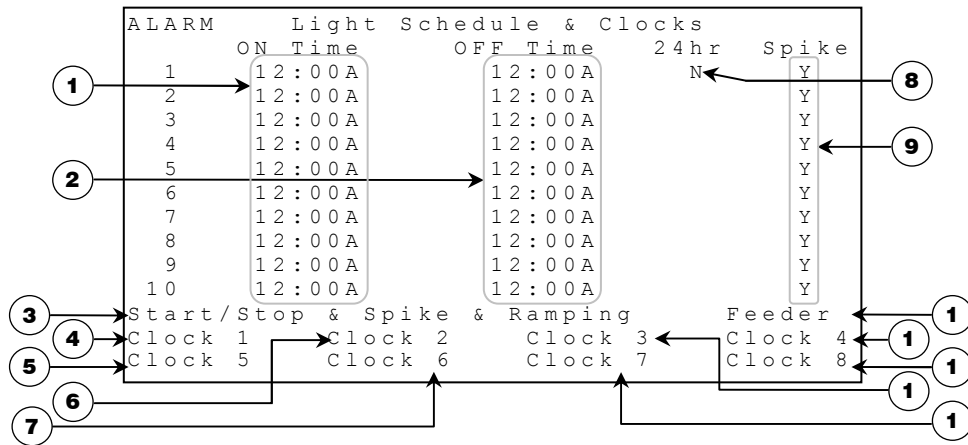 ALARM Light Schedule & Clocks
ON Time OFF Time 24hr Spike
1 12:00A 12:00A N Y
2 12:00A 12:00A Y
3 12:00A 12:00A Y
4 12:00A 12:00A Y
5 12:00A 12:00A Y
6 12:00A 12:00A Y
7 12:00A 12:00A Y
8 12:00A 12:00A Y
9 12:00A 12:00A Y
10 12:00A 12:00A Y
Start/Stop & Spike & Ramping Feeder
Clock 1 Clock 2 Clock 3 Clock 4
Clock 5 Clock 6 Clock 7 Clock 8
1
2
3
4
5
6
7
8
9
1
1
1
1
1